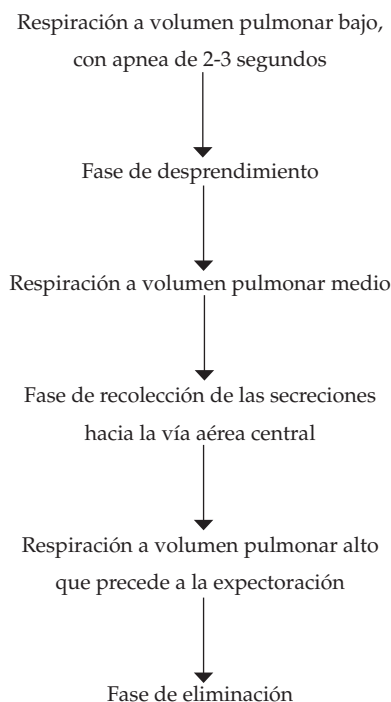 Respiración a volumen pulmonar bajo,
con apnea de 2-3 segundos
Fase de desprendimiento
Respiración a volumen pulmonar medio
Fase de recolección de las secreciones
hacia la vía aérea central
Respiración a volumen pulmonar alto
que precede a la expectoración
Fase de eliminación